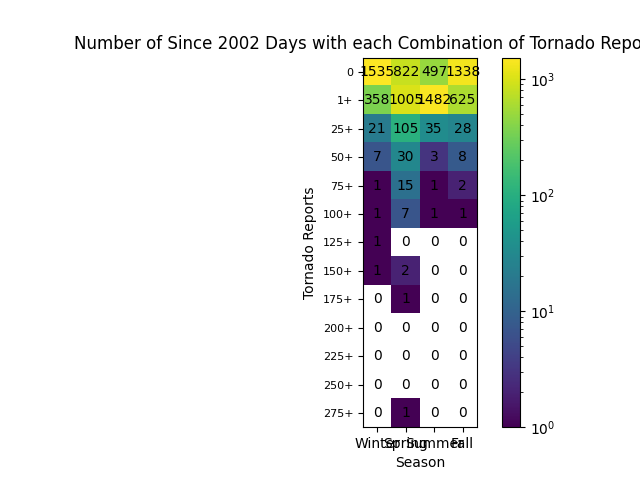 Number of Since 2002 Days with each Combination of Tornado Repo
0 1535 822 497 1338
1+ 358 1005 1482 625
25+ 21 105 35 28
50+ 7 30 3 8
75+ 1 15 1 2
100+ 1 7 1 1
125+ 1 0 0 0
150+ 1 2 0 0
175+ 0 1 0 0
200+ 0 0 0 0
225+ 0 0 0 0
250+ 0 0 0 0
275+ 0 1 0 0
Winter Spring Summer Fall
Season
Tornado Reports
10³
10²
10¹
10⁰